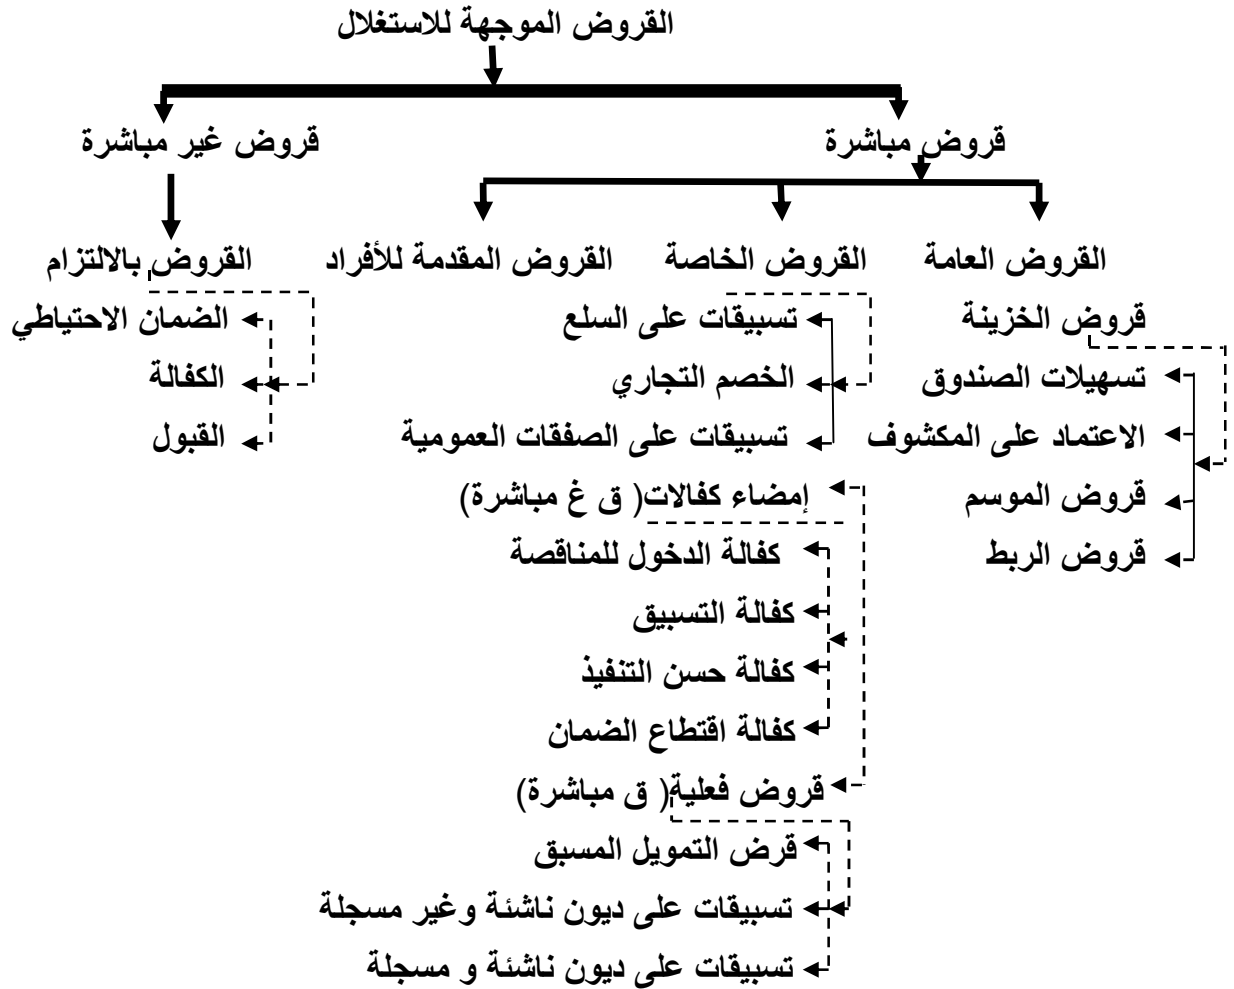 القروض الموجهة للاستغلال
قروض مباشرة
قروض غير مباشرة
القروض العامة
القروض الخاصة
القروض المقدمة للأفراد
القروض بالالتزام
قروض الخزينة
تسهيلات الصندوق
الاعتماد على المكشوف
قروض الموسم
قروض الربط
تسبيقات على السلع
الخصم التجاري
تسبيقات على الصفقات العمومية
إمضاء كفالات( ق غ مباشرة)
كفالة الدخول للمناقصة
كفالة التسبيق
كفالة حسن التنفيذ
كفالة اقتطاع الضمان
قروض فعلية( ق مباشرة)
قرض التمويل المسبق
تسبيقات على ديون ناشئة وغير مسجلة
تسبيقات على ديون ناشئة و مسجلة
الضمان الاحتياطي
الكفالة
القبول